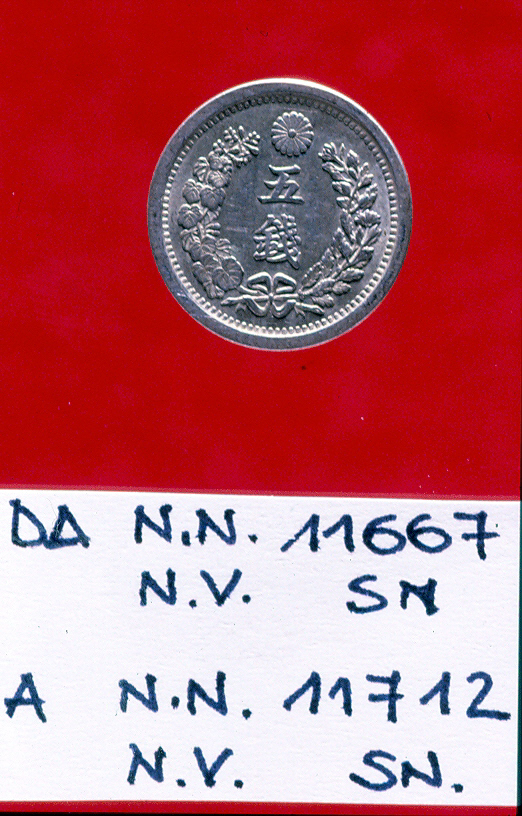 五
錢
DA N.N. 11667
N.V. SN
A N.N. 11712
N.V. SN.